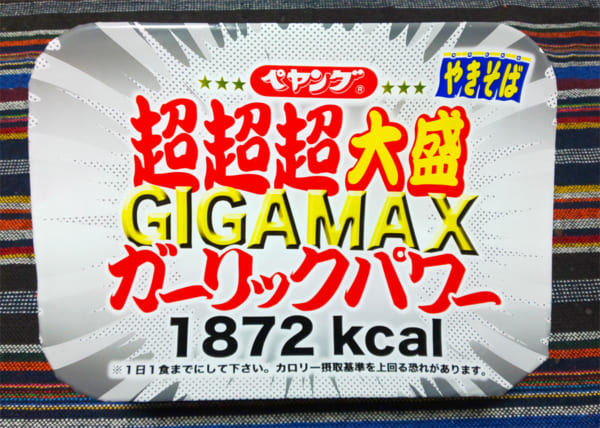 ペヤング®
やきそば
超超超大盛
GIGAMAX
ガーリックパワー
1872 kcal
※1日1食までにして下さい。カロリー摂取基準を上回る恐れがあります。